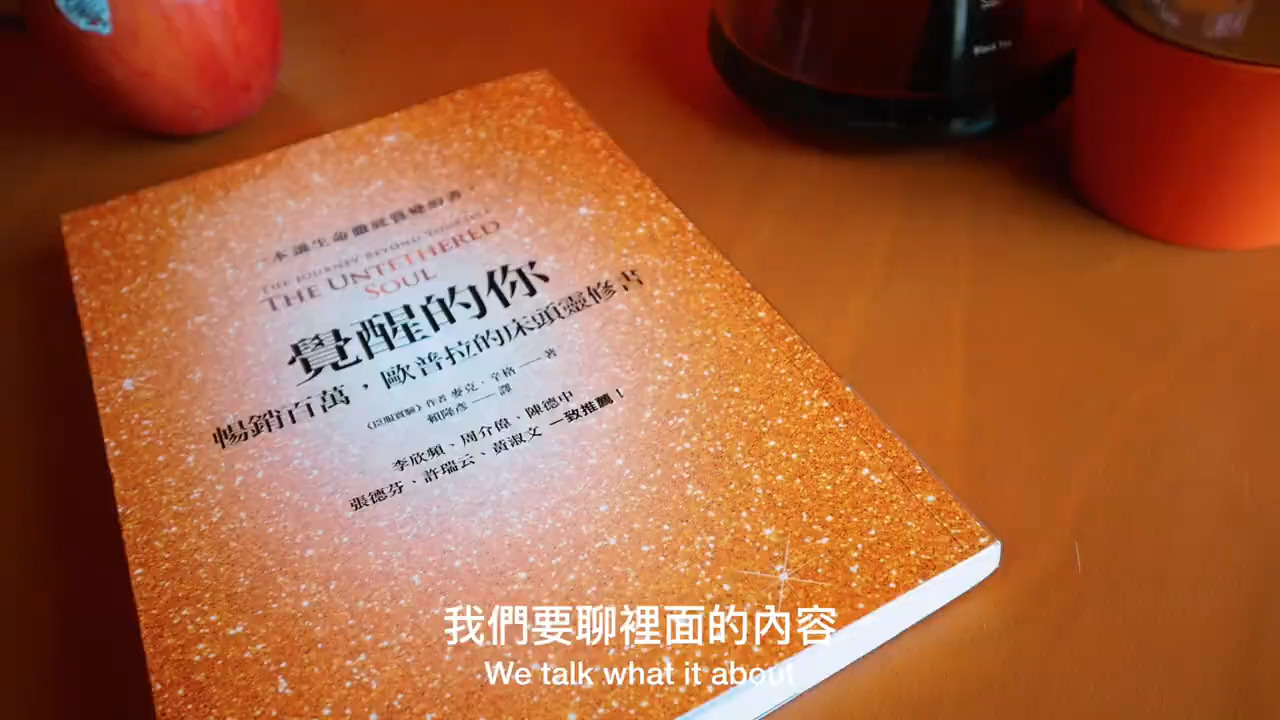 一本讓生命徹底質變的書
THE JOURNEY BEYOND YOURSELF
THE UNTETHERED
SOUL
覺醒的你
暢銷百萬，歐普拉的床頭靈修書
《臣服實驗》作者 麥克・辛格——著
賴隆彥——譯
李欣頻、周介偉、陳德中
張德芬、許瑞云、黃淑文 一致推薦！
我們要聊裡面的內容
We talk what it about